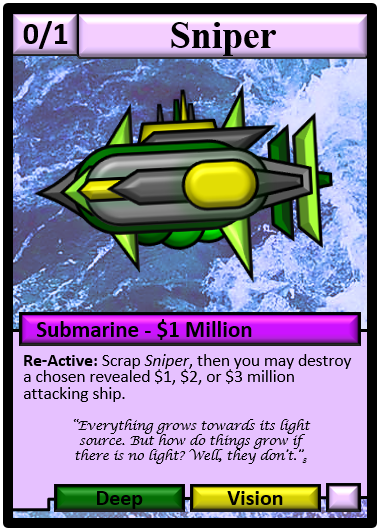 0/1 Sniper
Submarine - $1 Million
Re-Active: Scrap Sniper, then you may destroy
a chosen revealed $1, $2, or $3 million
attacking ship.
“Everything grows towards its light
source. But how do things grow if
there is no light? Well, they don't.”
Deep Vision